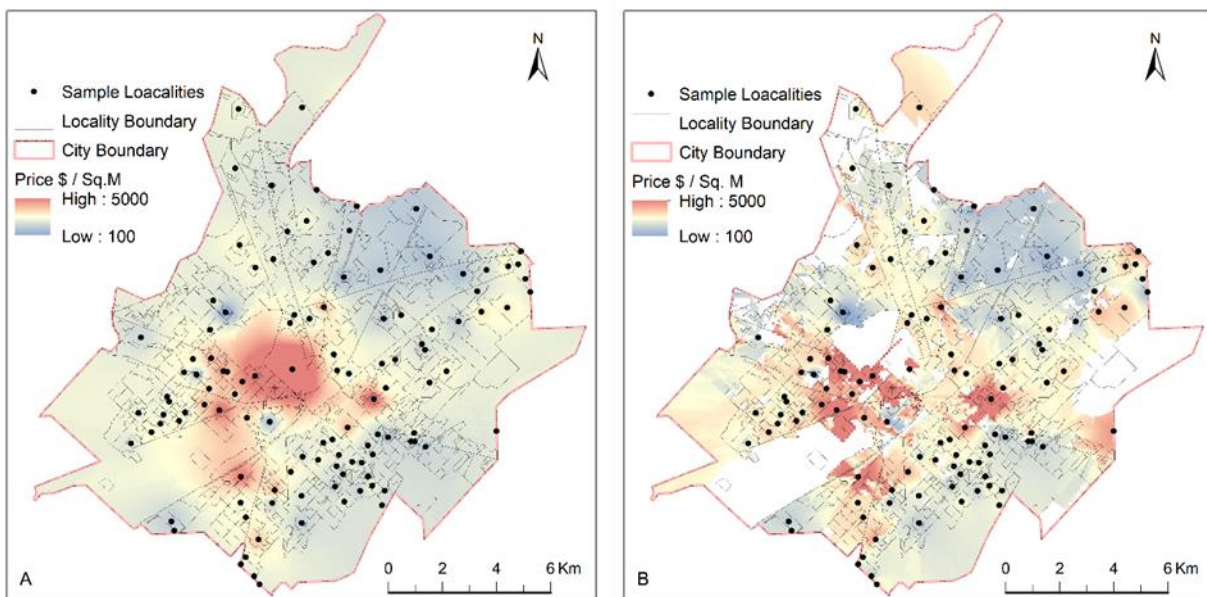 N
Sample Loacalities
Locality Boundary
City Boundary
Price $ / Sq.M
High : 5000
Low : 100
A
0 2 4 6 Km
N
Sample Loacalities
Locality Boundary
City Boundary
Price $ / Sq. M
High : 5000
Low : 100
B
0 2 4 6 Km